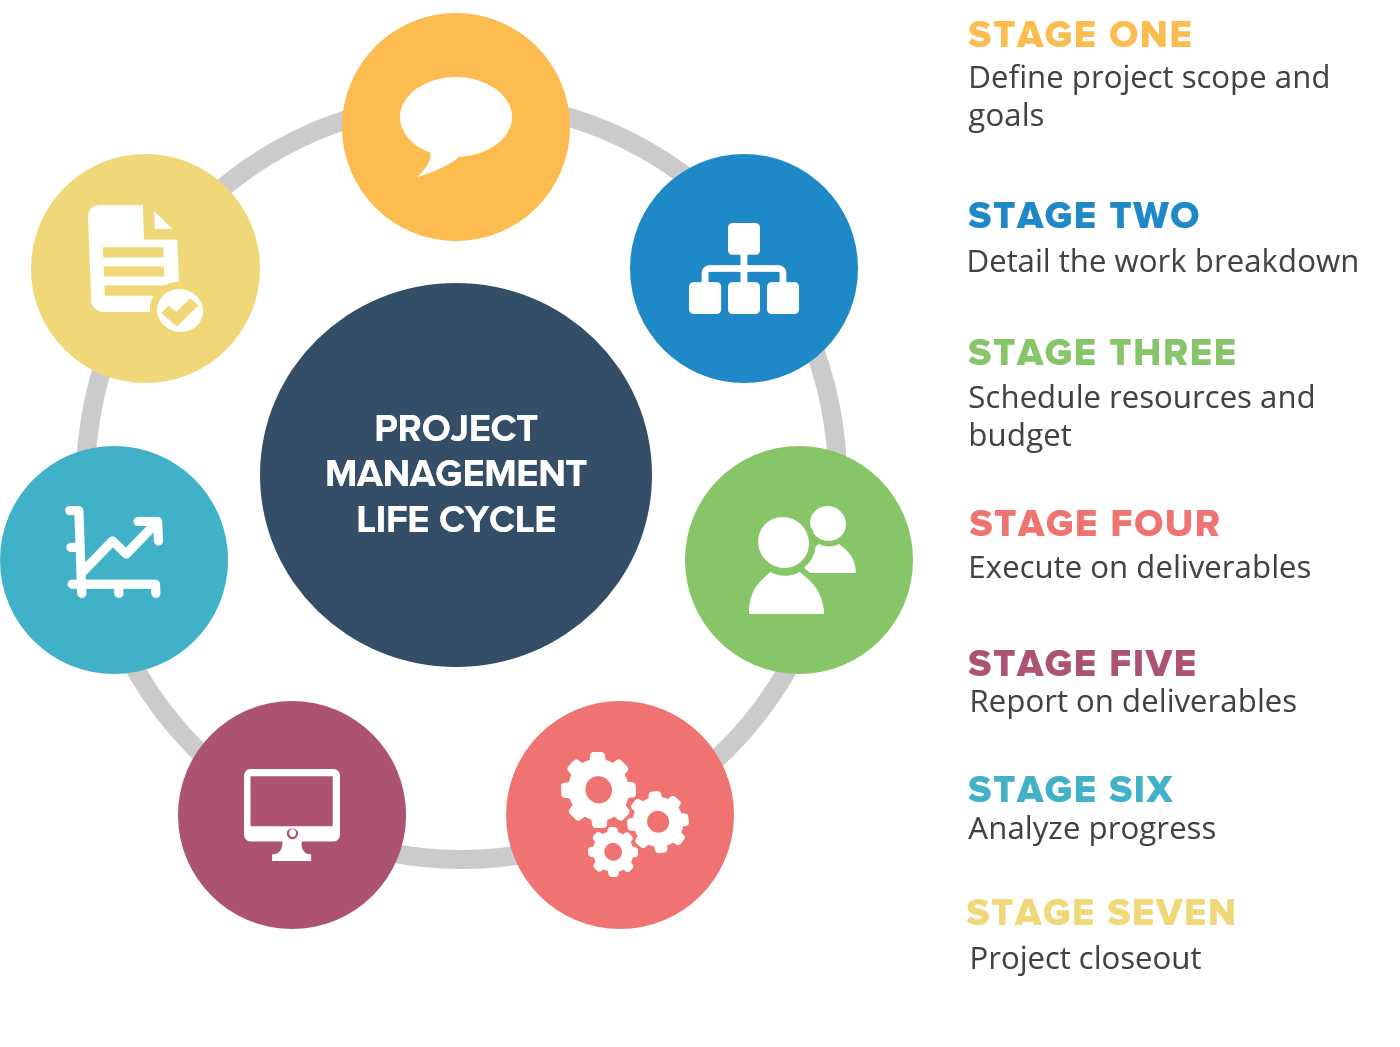 PROJECT
MANAGEMENT
LIFE CYCLE
STAGE ONE
Define project scope and
goals
STAGE TWO
Detail the work breakdown
STAGE THREE
Schedule resources and
budget
STAGE FOUR
Execute on deliverables
STAGE FIVE
Report on deliverables
STAGE SIX
Analyze progress
STAGE SEVEN
Project closeout